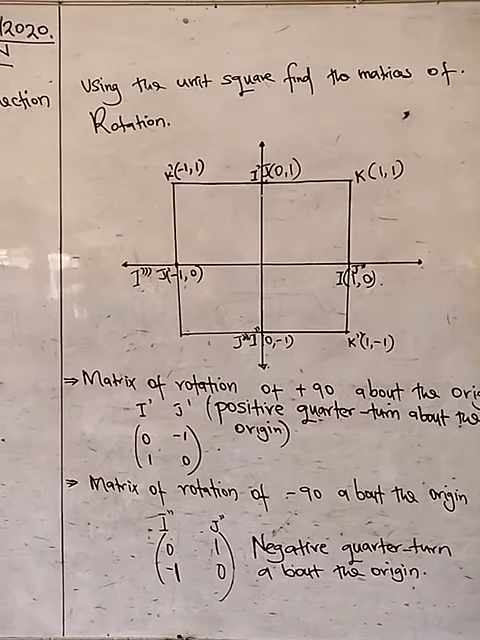 /2020.
N
ection
Using the unit square find the matrices of.
Rotation.
K'(-1,1)
I' J(0,1)
K(1,1)
I''' J'(-1,0)
I(1,0).
J''' I''(0,-1)
K''(1,-1)
⇒ Matrix of rotation of +90 about the orig
I' J' (positive quarter-turn about the
origin).
0 -1
1 0
⇒ Matrix of rotation of -90 about the origin
I'' J''
0 1
-1 0
Negative quarter-turn
about the origin.